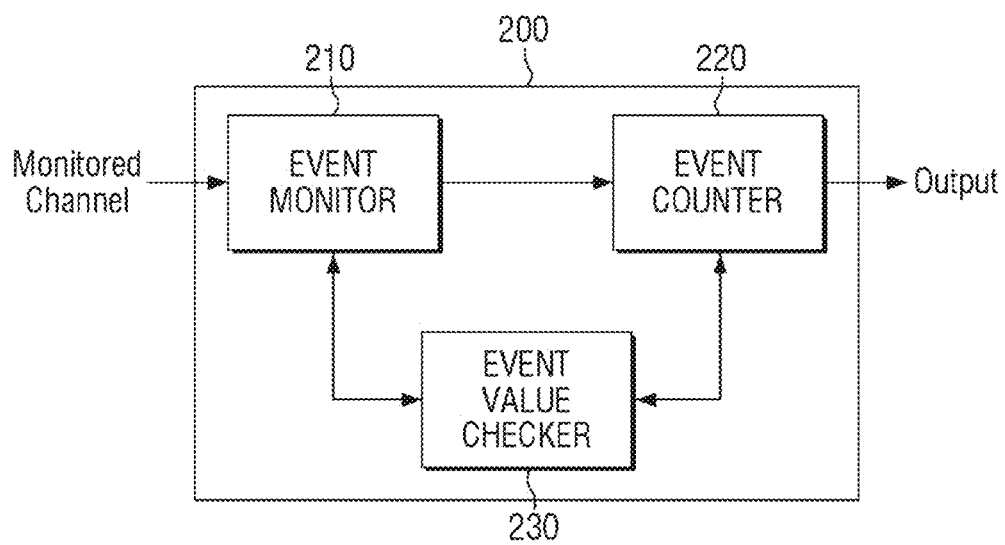 200
210
220
Monitored
Channel
EVENT
MONITOR
EVENT
COUNTER
Output
EVENT
VALUE
CHECKER
230